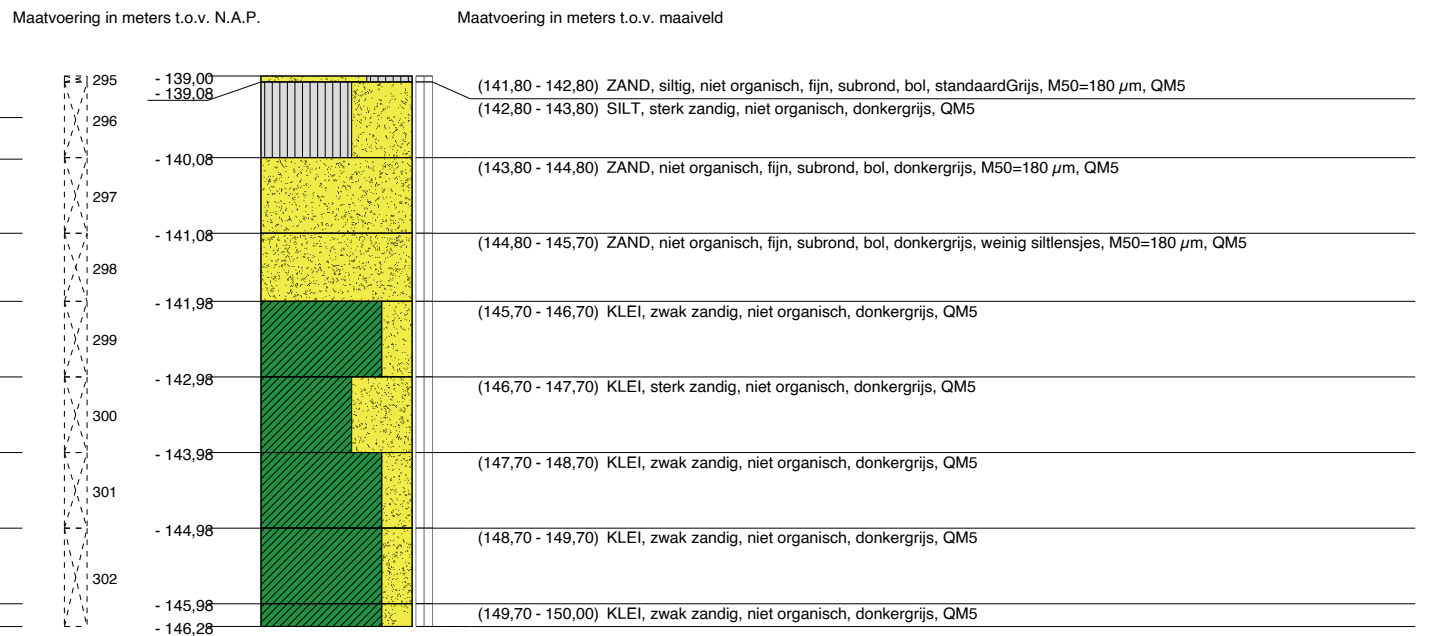 Maatvoering in meters t.o.v. N.A.P. Maatvoering in meters t.o.v. maaiveld
295 - 139,00 (141,80 - 142,80) ZAND, siltig, niet organisch, fijn, subrond, bol, standaardGrijs, M50=180 µm, QM5
- 139,08 (142,80 - 143,80) SILT, sterk zandig, niet organisch, donkergrijs, QM5
296
- 140,08 (143,80 - 144,80) ZAND, niet organisch, fijn, subrond, bol, donkergrijs, M50=180 µm, QM5
297
- 141,08 (144,80 - 145,70) ZAND, niet organisch, fijn, subrond, bol, donkergrijs, weinig siltlensjes, M50=180 µm, QM5
298
- 141,98 (145,70 - 146,70) KLEI, zwak zandig, niet organisch, donkergrijs, QM5
299
- 142,98 (146,70 - 147,70) KLEI, sterk zandig, niet organisch, donkergrijs, QM5
300
- 143,98 (147,70 - 148,70) KLEI, zwak zandig, niet organisch, donkergrijs, QM5
301
- 144,98 (148,70 - 149,70) KLEI, zwak zandig, niet organisch, donkergrijs, QM5
302
- 145,98 (149,70 - 150,00) KLEI, zwak zandig, niet organisch, donkergrijs, QM5
- 146,28